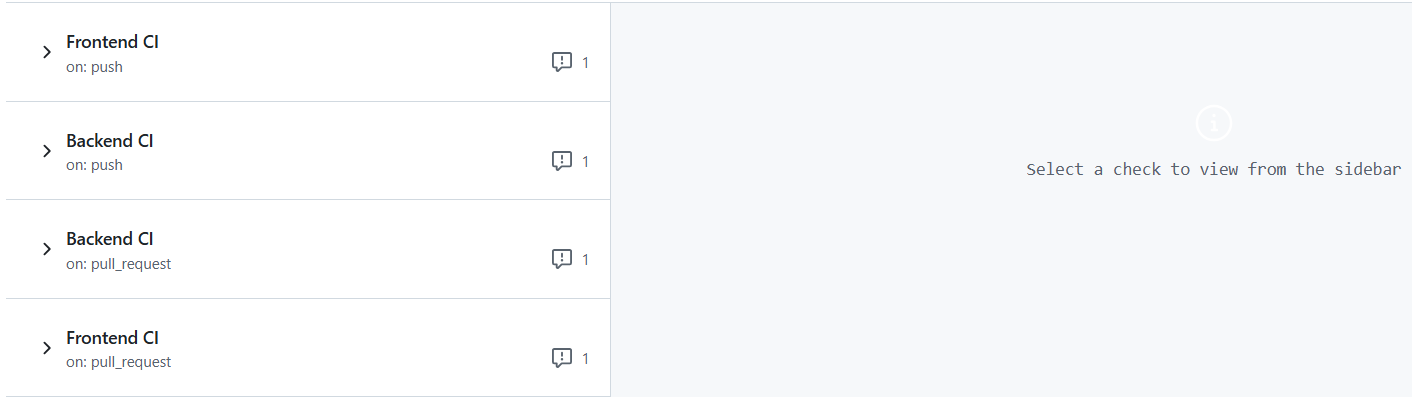 Frontend CI
on: push
1
Backend CI
on: push
1
Backend CI
on: pull_request
1
Frontend CI
on: pull_request
1
Select a check to view from the sidebar